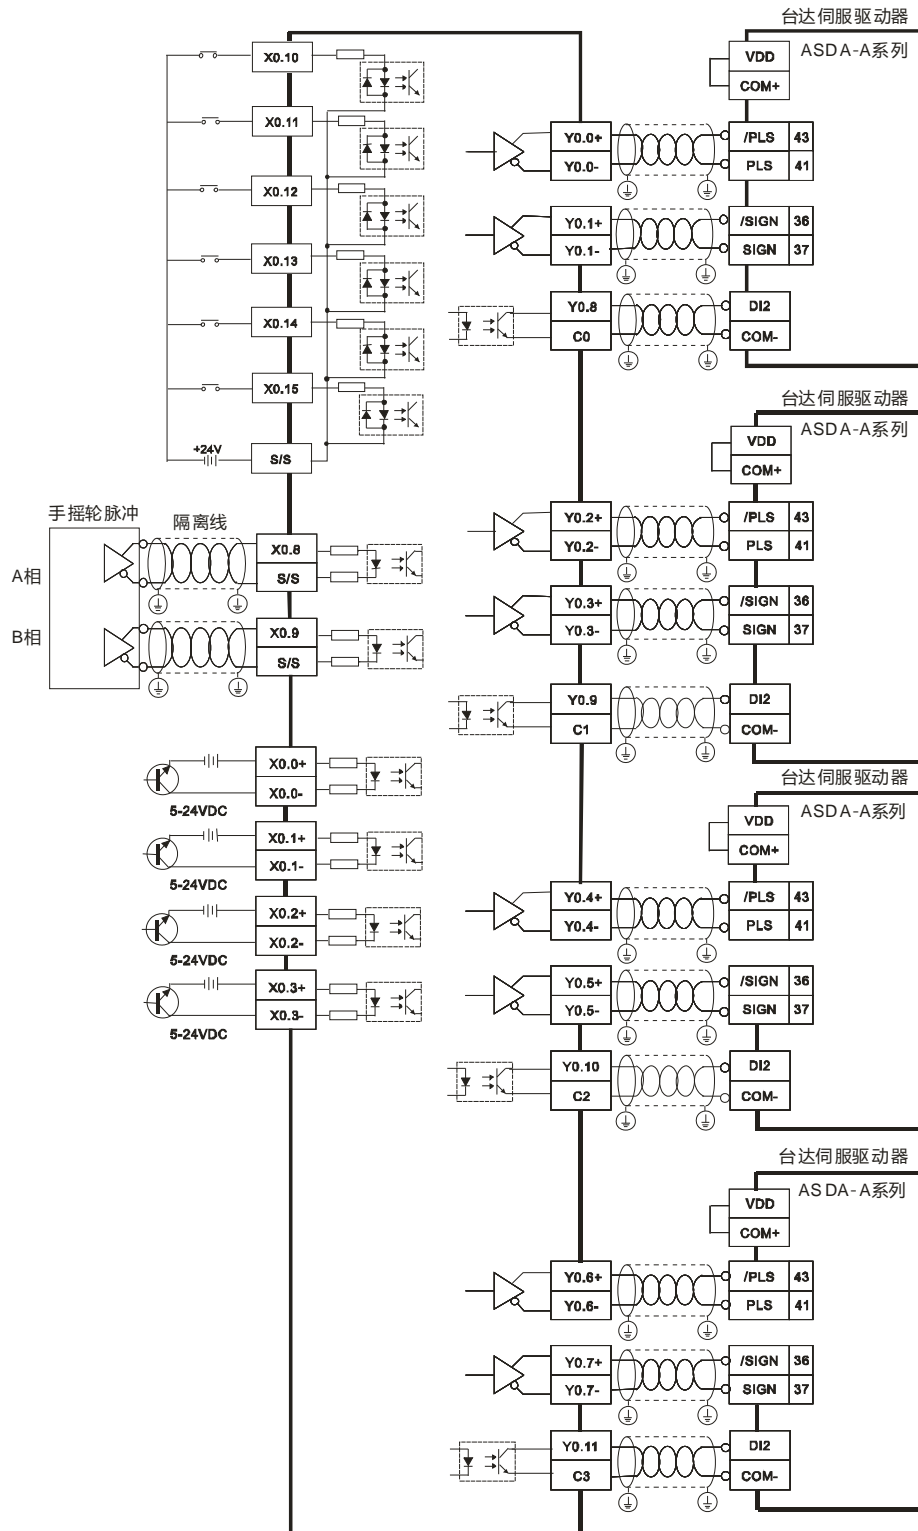 X0.10
X0.11
X0.12
X0.13
X0.14
X0.15
+24V
S/S
手摇轮脉冲
隔离线
A相
X0.8
S/S
B相
X0.9
S/S
X0.0+
X0.0-
5-24VDC
X0.1+
X0.1-
5-24VDC
X0.2+
X0.2-
5-24VDC
X0.3+
X0.3-
5-24VDC
台达伺服驱动器
ASDA-A系列
VDD
COM+
Y0.0+ /PLS 43
Y0.0- PLS 41
Y0.1+ /SIGN 36
Y0.1- SIGN 37
Y0.8 DI2
C0 COM-
台达伺服驱动器
ASDA-A系列
VDD
COM+
Y0.2+ /PLS 43
Y0.2- PLS 41
Y0.3+ /SIGN 36
Y0.3- SIGN 37
Y0.9 DI2
C1 COM-
台达伺服驱动器
ASDA-A系列
VDD
COM+
Y0.4+ /PLS 43
Y0.4- PLS 41
Y0.5+ /SIGN 36
Y0.5- SIGN 37
Y0.10 DI2
C2 COM-
台达伺服驱动器
ASDA-A系列
VDD
COM+
Y0.6+ /PLS 43
Y0.6- PLS 41
Y0.7+ /SIGN 36
Y0.7- SIGN 37
Y0.11 DI2
C3 COM-